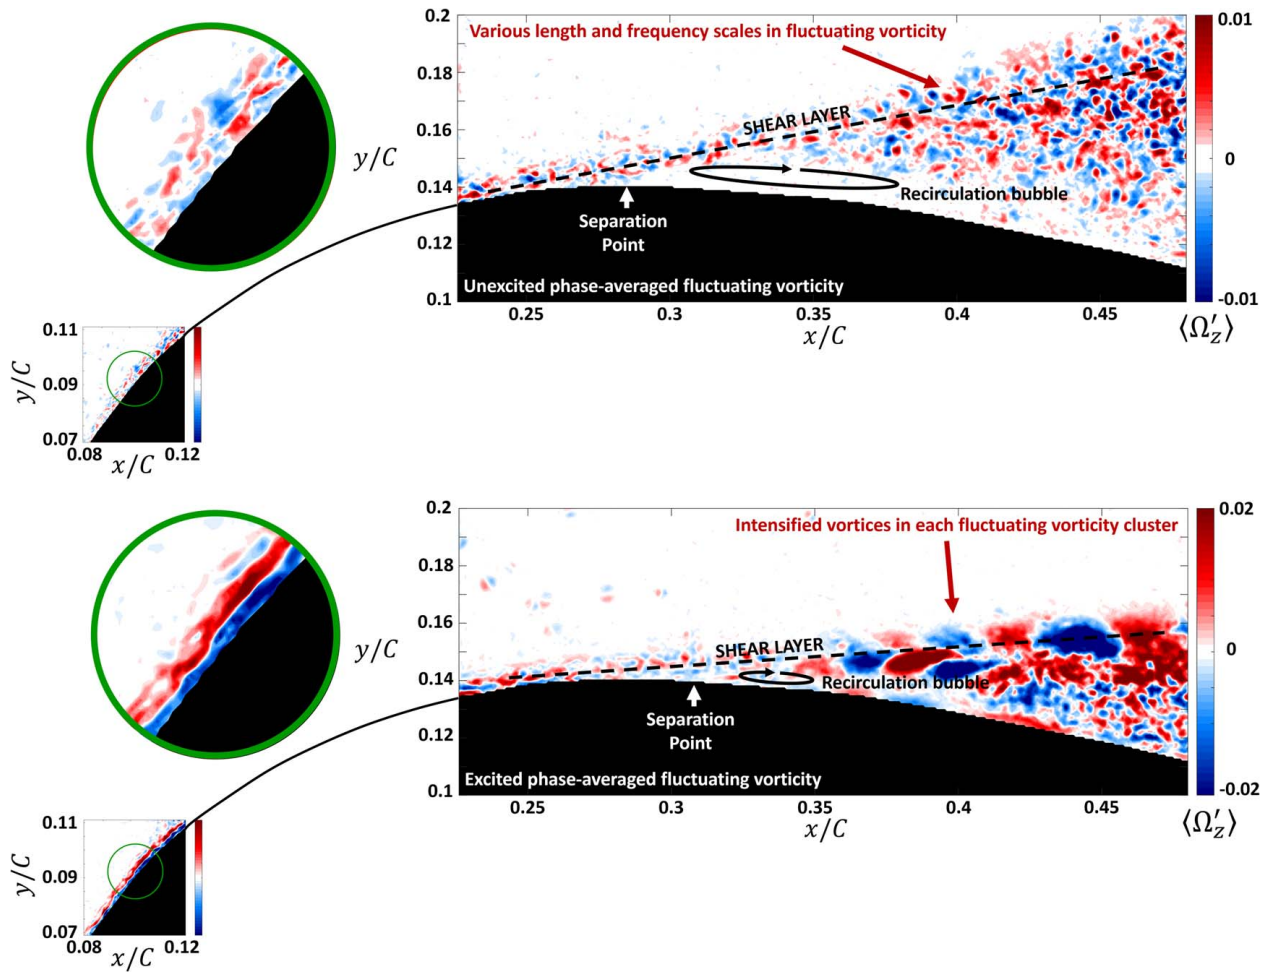 0.2
0.18
0.16
0.14
0.12
0.1
y/C
Various length and frequency scales in fluctuating vorticity
SHEAR LAYER
Recirculation bubble
Separation
Point
Unexcited phase-averaged fluctuating vorticity
0.25
0.3
0.35
0.4
0.45
x/C
0.01
0
-0.01
⟨Ω′z⟩
0.11
0.09
0.07
y/C
0.08
0.12
x/C
0.2
0.18
0.16
0.14
0.12
0.1
y/C
Intensified vortices in each fluctuating vorticity cluster
SHEAR LAYER
Recirculation bubble
Separation
Point
Excited phase-averaged fluctuating vorticity
0.25
0.3
0.35
0.4
0.45
x/C
0.02
0
-0.02
⟨Ω′z⟩
0.11
0.09
0.07
y/C
0.08
0.12
x/C